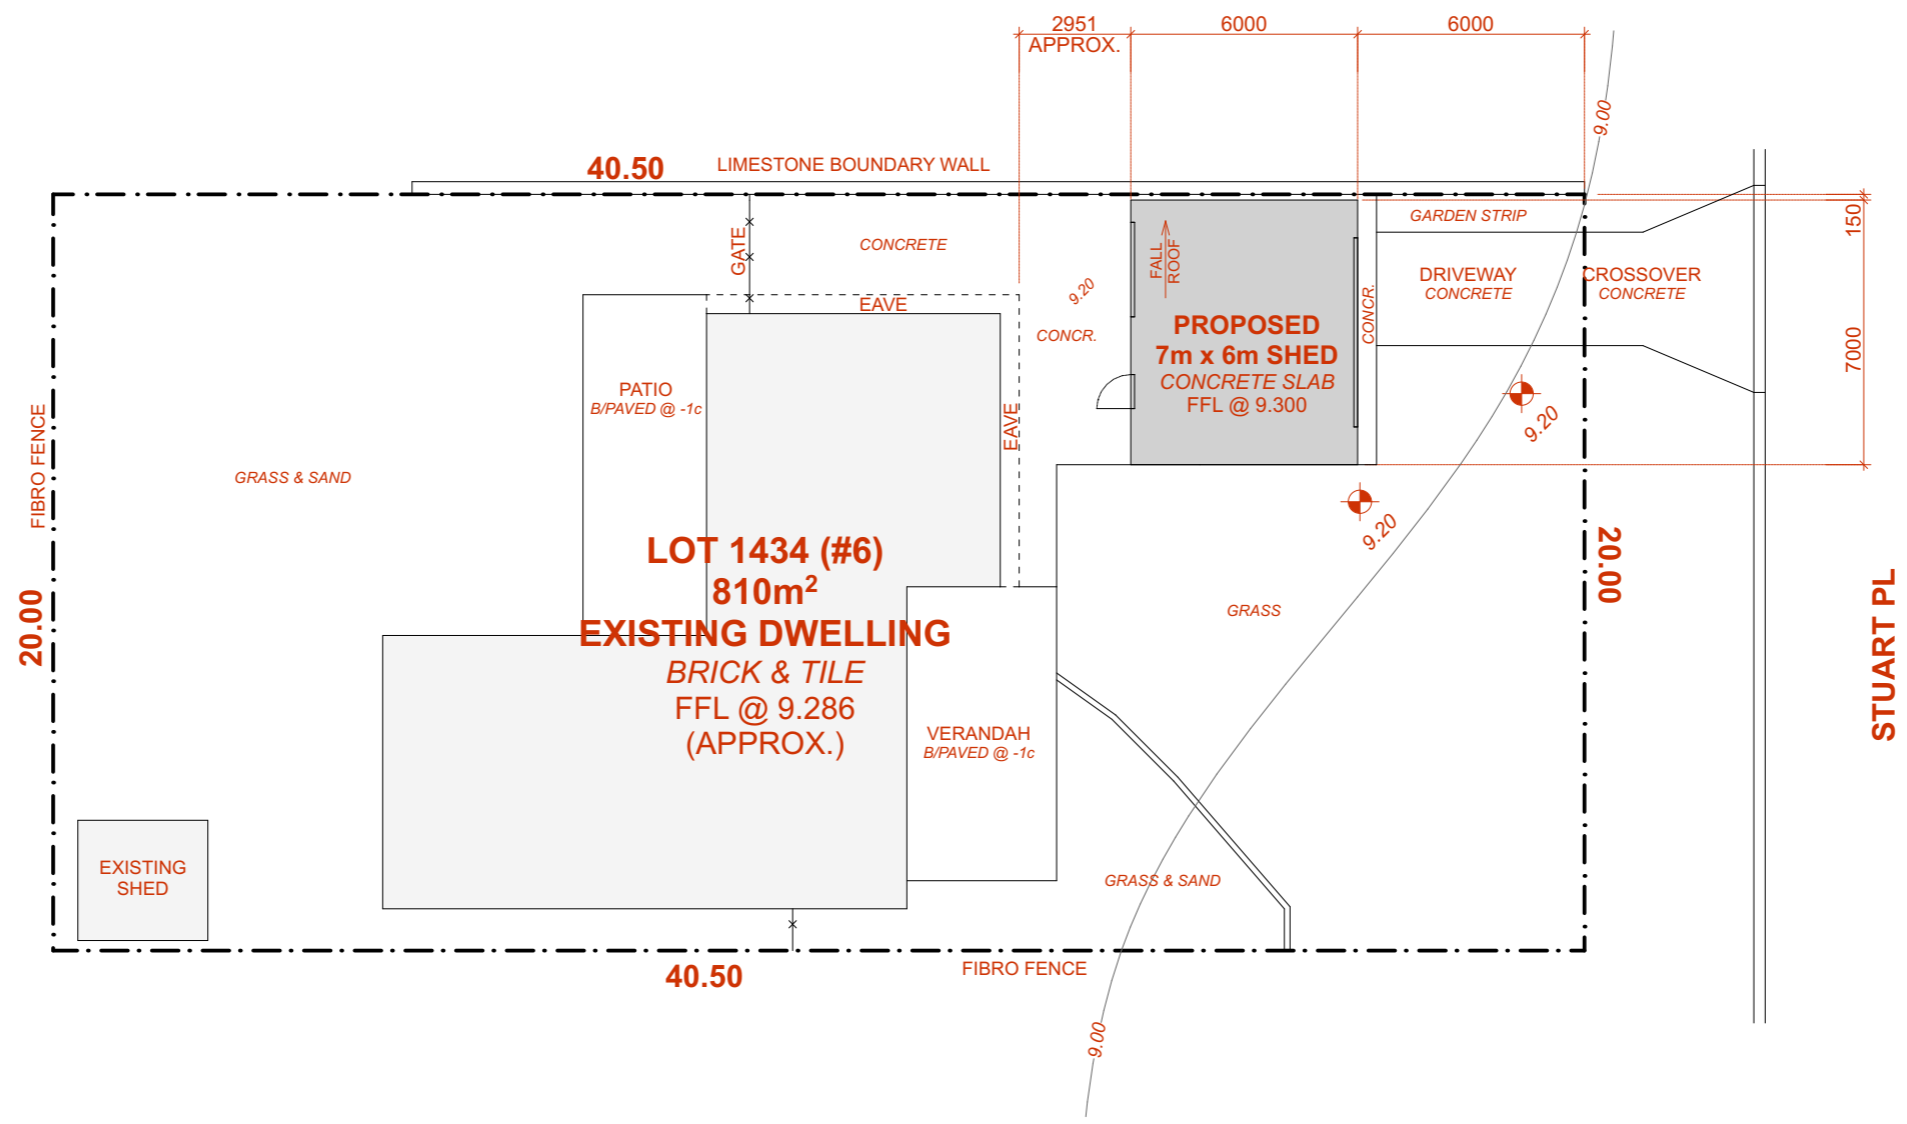 2951
APPROX.
6000
6000
9.00
40.50
LIMESTONE BOUNDARY WALL
GARDEN STRIP
150
GATE
CONCRETE
FALL
ROOF
9.20
CONCR.
EAVE
PROPOSED
7m x 6m SHED
CONCRETE SLAB
FFL @ 9.300
CONCR.
DRIVEWAY
CONCRETE
CROSSOVER
CONCRETE
7000
PATIO
B/PAVED @ -1c
EAVE
9.20
9.20
FIBRO FENCE
GRASS & SAND
LOT 1434 (#6)
810m²
EXISTING DWELLING
BRICK & TILE
FFL @ 9.286
(APPROX.)
GRASS
20.00
20.00
STUART PL
VERANDAH
B/PAVED @ -1c
EXISTING
SHED
GRASS & SAND
40.50
FIBRO FENCE
9.00